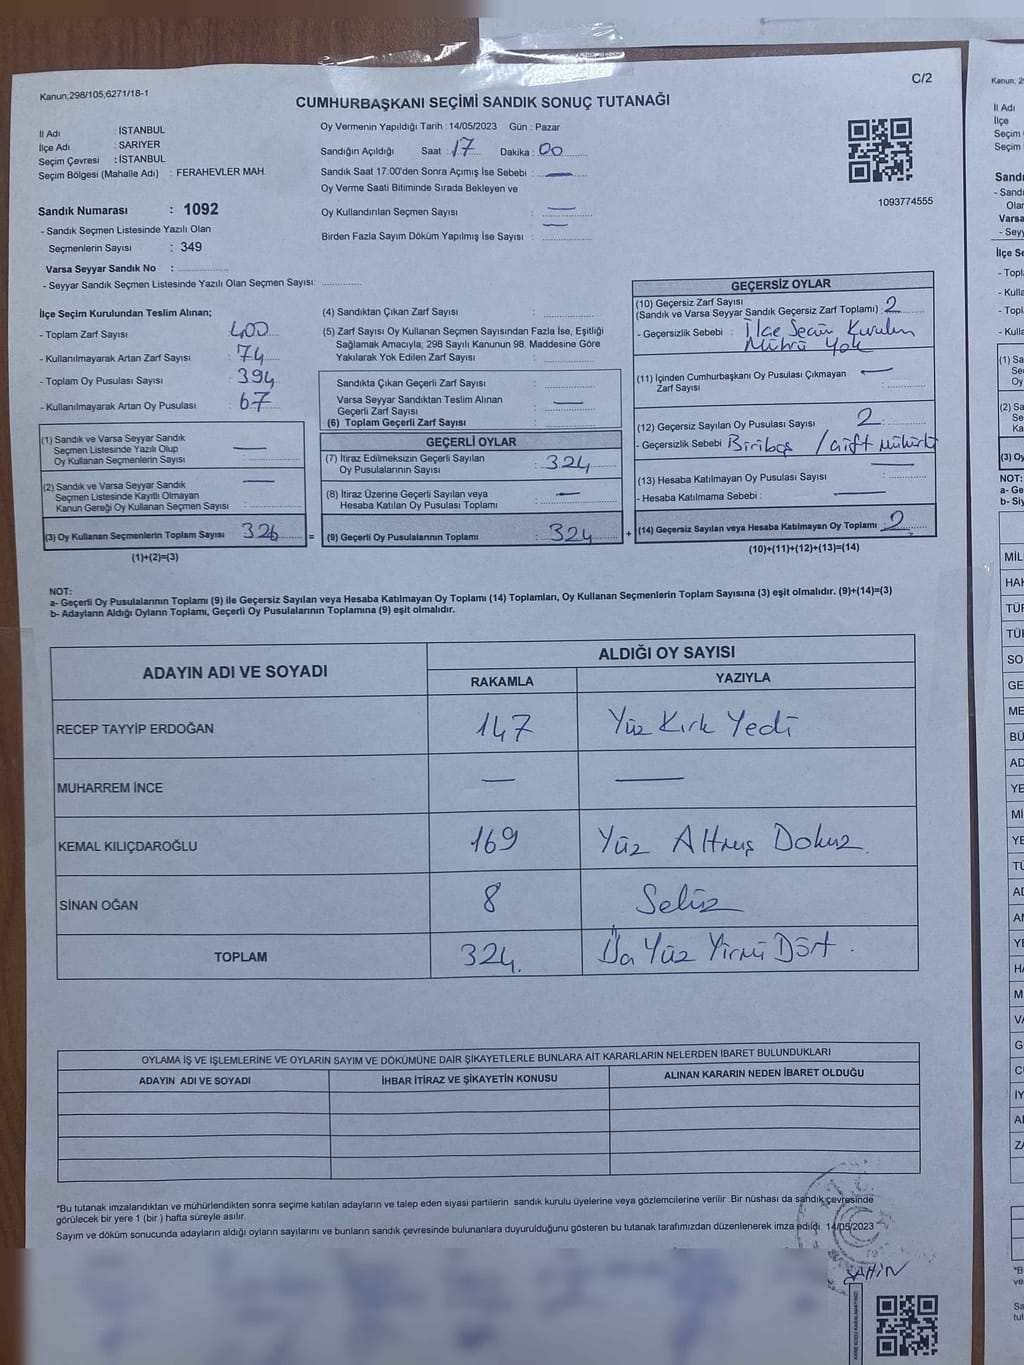 C/2
Kanun;298/105;6271/18-1
CUMHURBAŞKANI SEÇİMİ SANDIK SONUÇ TUTANAĞI
İl Adı : İSTANBUL
İlçe Adı : SARIYER
Seçim Çevresi : İSTANBUL
Seçim Bölgesi (Mahalle Adı) : FERAHEVLER MAH.
Oy Vermenin Yapıldığı Tarih : 14/05/2023 Gün : Pazar
Sandığın Açıldığı Saat : 17 Dakika : 00
Sandık Saat 17:00'den Sonra Açımış İse Sebebi : —
Oy Verme Saati Bitiminde Sırada Bekleyen ve
Oy Kullandırılan Seçmen Sayısı : —
Birden Fazla Sayım Döküm Yapılmış İse Sayısı : —
1093774555
Sandık Numarası : 1092
- Sandık Seçmen Listesinde Yazılı Olan
Seçmenlerin Sayısı : 349
Varsa Seyyar Sandık No :
- Seyyar Sandık Seçmen Listesinde Yazılı Olan Seçmen Sayısı:
İlçe Seçim Kurulundan Teslim Alınan;
- Toplam Zarf Sayısı : 400
- Kullanılmayarak Artan Zarf Sayısı : 74
- Toplam Oy Pusulası Sayısı : 394
- Kullanılmayarak Artan Oy Pusulası : 67
(1) Sandık ve Varsa Seyyar Sandık
Seçmen Listesinde Yazılı Olup
Oy Kullanan Seçmenlerin Sayısı : —
(2) Sandık ve Varsa Seyyar Sandık
Seçmen Listesinde Kayıtlı Olmayan
Kanun Gereği Oy Kullanan Seçmen Sayısı : —
(3) Oy Kullanan Seçmenlerin Toplam Sayısı 326
(1)+(2)=(3)
(4) Sandıktan Çıkan Zarf Sayısı :
(5) Zarf Sayısı Oy Kullanan Seçmen Sayısından Fazla İse, Eşitliği
Sağlamak Amacıyla; 298 Sayılı Kanunun 98. Maddesine Göre
Yakılarak Yok Edilen Zarf Sayısı :
Sandıkta Çıkan Geçerli Zarf Sayısı :
Varsa Seyyar Sandıktan Teslim Alınan
Geçerli Zarf Sayısı : —
(6) Toplam Geçerli Zarf Sayısı :
GEÇERLİ OYLAR
(7) İtiraz Edilmeksizin Geçerli Sayılan
Oy Pusulalarının Sayısı : 324
(8) İtiraz Üzerine Geçerli Sayılan veya
Hesaba Katılan Oy Pusulası Toplamı : —
= (9) Geçerli Oy Pusulalarının Toplamı : 324 +
GEÇERSİZ OYLAR
(10) Geçersiz Zarf Sayısı
(Sandık ve Varsa Seyyar Sandık Geçersiz Zarf Toplamı) : 2
- Geçersizlik Sebebi : İlçe Seçim Kurulun
Mührü Yok
(11) İçinden Cumhurbaşkanı Oy Pusulası Çıkmayan
Zarf Sayısı : —
(12) Geçersiz Sayılan Oy Pusulası Sayısı : 2
- Geçersizlik Sebebi : Biri boş / çift mühürlü
(13) Hesaba Katılmayan Oy Pusulası Sayısı : —
- Hesaba Katılmama Sebebi : —
(14) Geçersiz Sayılan veya Hesaba Katılmayan Oy Toplamı : 2
(10)+(11)+(12)+(13)=(14)
NOT:
a- Geçerli Oy Pusulalarının Toplamı (9) ile Geçersiz Sayılan veya Hesaba Katılmayan Oy Toplamı (14) Toplamları, Oy Kullanan Seçmenlerin Toplam Sayısına (3) eşit olmalıdır. (9)+(14)=(3)
b- Adayların Aldığı Oyların Toplamı, Geçerli Oy Pusulalarının Toplamına (9) eşit olmalıdır.
ADAYIN ADI VE SOYADI ALDIĞI OY SAYISI
RAKAMLA YAZIYLA
RECEP TAYYİP ERDOĞAN 147 Yüz Kırk Yedi
MUHARREM İNCE — —
KEMAL KILIÇDAROĞLU 169 Yüz Altmış Dokuz.
SİNAN OĞAN 8 Sekiz
TOPLAM 324. Üç Yüz Yirmi Dört.
OYLAMA İŞ VE İŞLEMLERİNE VE OYLARIN SAYIM VE DÖKÜMÜNE DAİR ŞİKAYETLERLE BUNLARA AİT KARARLARIN NELERDEN İBARET BULUNDUKLARI
ADAYIN ADI VE SOYADI İHBAR İTİRAZ VE ŞİKAYETİN KONUSU ALINAN KARARIN NEDEN İBARET OLDUĞU
*Bu tutanak imzalandıktan ve mühürlendikten sonra seçime katılan adayların ve talep eden siyasi partilerin sandık kurulu üyelerine veya gözlemcilerine verilir .Bir nüshası da sandık çevresinde
görülecek bir yere 1 (bir ) hafta süreyle asılır.
Sayım ve döküm sonucunda adayların aldığı oyların sayılarını ve bunların sandık çevresinde bulunanlara duyurulduğunu gösteren bu tutanak tarafımızdan düzenlenerek imza edildi. 14/05/2023
ŞAHİN